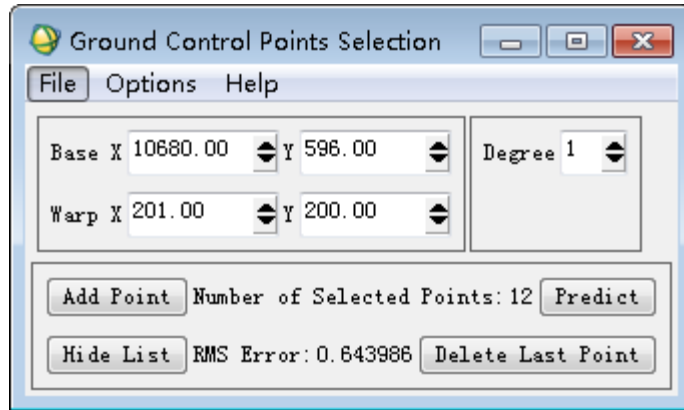 Ground Control Points Selection
File Options Help
Base X 10680.00 Y 596.00 Degree 1
Warp X 201.00 Y 200.00
Add Point Number of Selected Points: 12 Predict
Hide List RMS Error: 0.643986 Delete Last Point